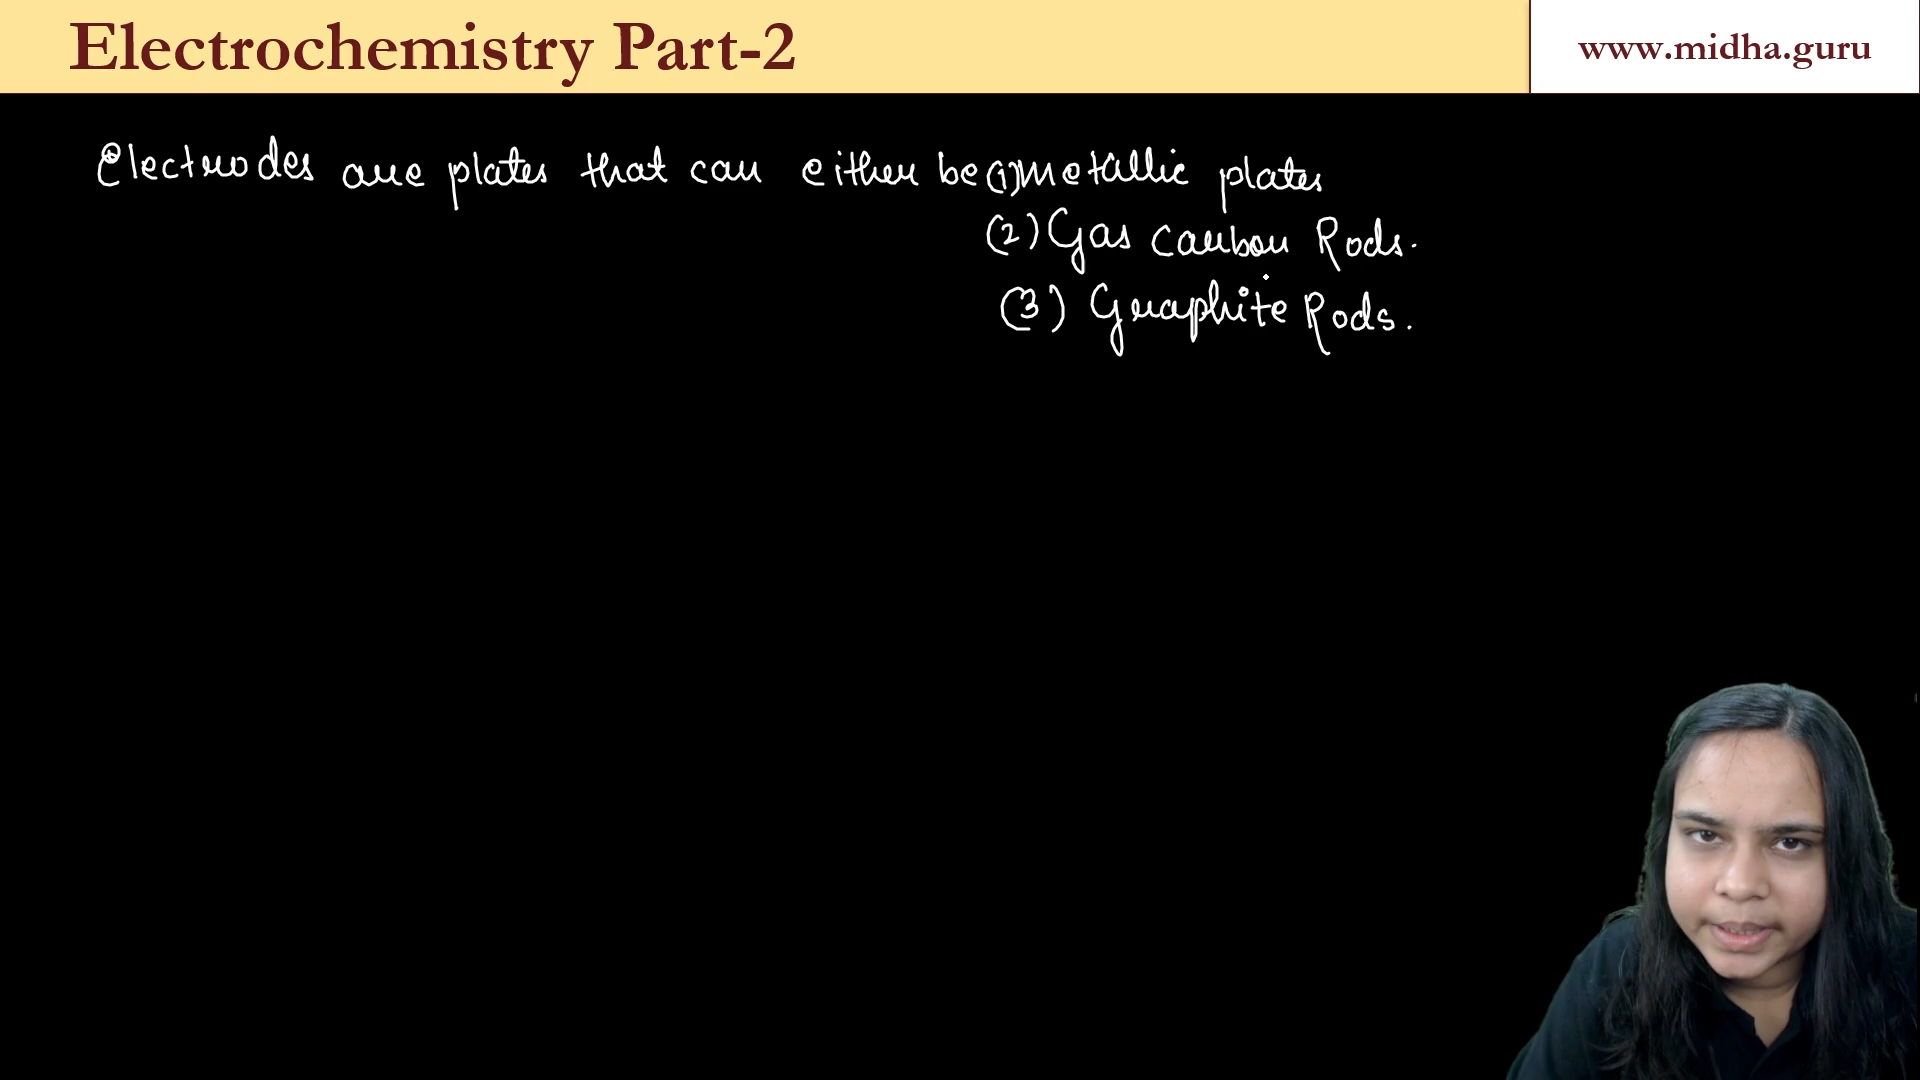 Electrochemistry Part-2
www.midha.guru
Electrodes are plates that can either be (1) metallic plates
(2) Gas Carbon Rods.
(3) Graphite Rods.